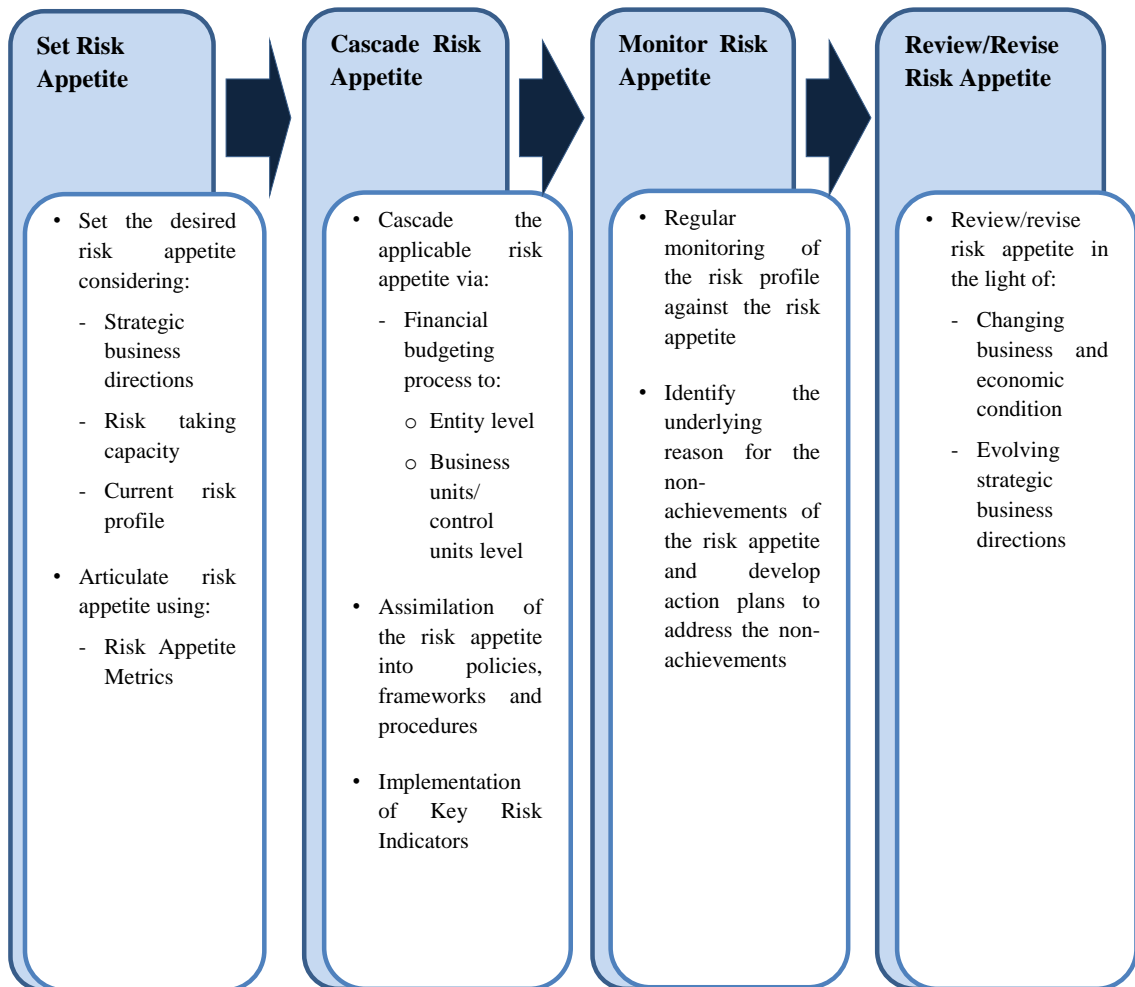 Set Risk
Appetite
• Set the desired
risk appetite
considering:
- Strategic
business
directions
- Risk taking
capacity
- Current risk
profile
• Articulate risk
appetite using:
- Risk Appetite
Metrics
Cascade Risk
Appetite
• Cascade the
applicable risk
appetite via:
- Financial
budgeting
process to:
o Entity level
o Business
units/
control
units level
• Assimilation of
the risk appetite
into policies,
frameworks and
procedures
• Implementation
of Key Risk
Indicators
Monitor Risk
Appetite
• Regular
monitoring of
the risk profile
against the risk
appetite
• Identify the
underlying
reason for the
non-
achievements of
the risk appetite
and develop
action plans to
address the non-
achievements
Review/Revise
Risk Appetite
• Review/revise
risk appetite in
the light of:
- Changing
business and
economic
condition
- Evolving
strategic
business
directions